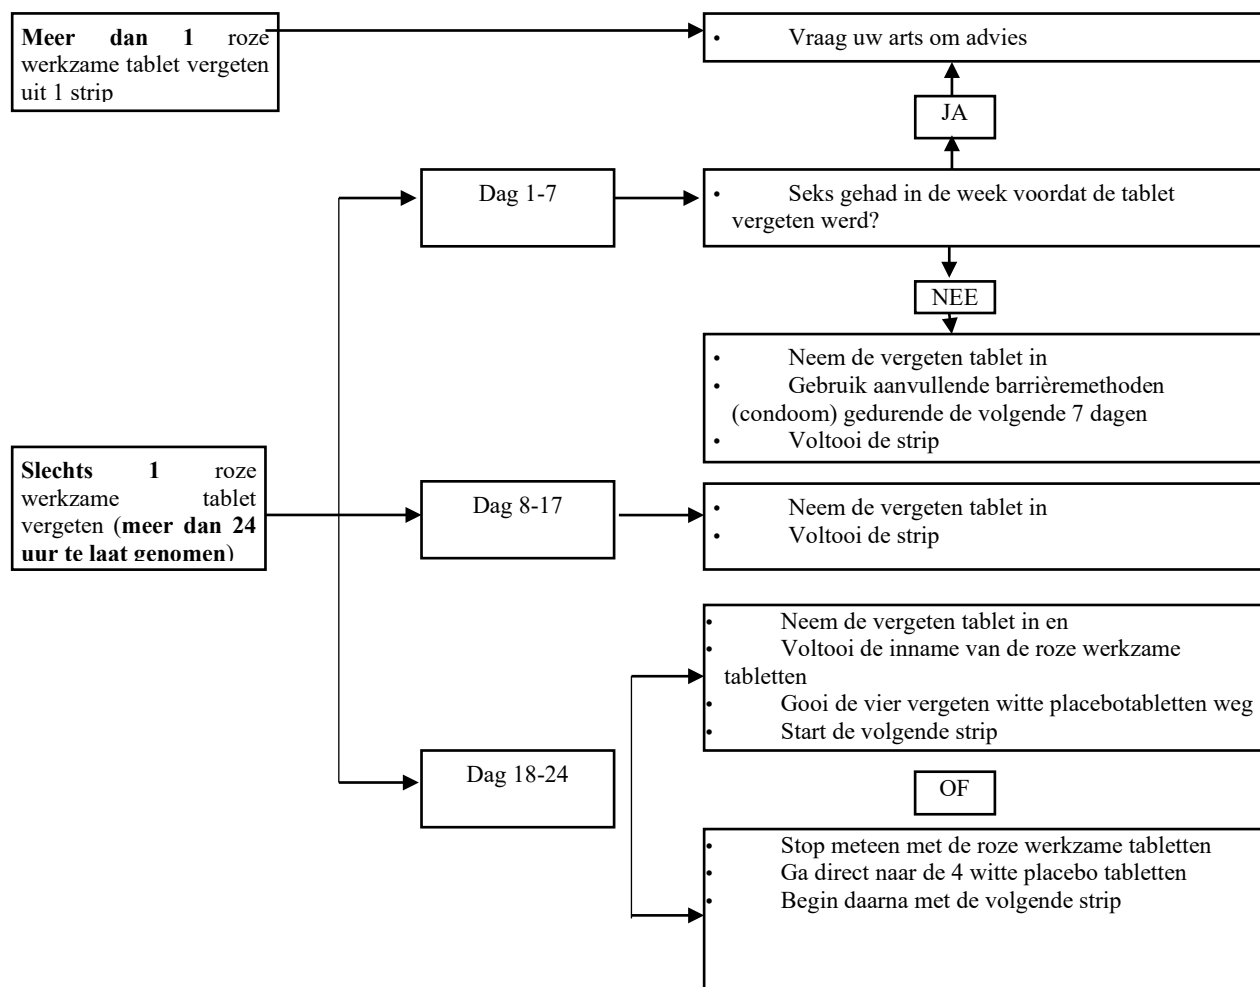 Meer dan 1 roze
werkzame tablet vergeten
uit 1 strip
• Vraag uw arts om advies
JA
Dag 1-7
• Seks gehad in de week voordat de tablet
vergeten werd?
NEE
• Neem de vergeten tablet in
• Gebruik aanvullende barrièremethoden
(condoom) gedurende de volgende 7 dagen
• Voltooi de strip
Slechts 1 roze
werkzame tablet
vergeten (meer dan 24
uur te laat genomen)
Dag 8-17
• Neem de vergeten tablet in
• Voltooi de strip
Dag 18-24
• Neem de vergeten tablet in en
• Voltooi de inname van de roze werkzame
tabletten
• Gooi de vier vergeten witte placebotabletten weg
• Start de volgende strip
OF
• Stop meteen met de roze werkzame tabletten
• Ga direct naar de 4 witte placebo tabletten
• Begin daarna met de volgende strip